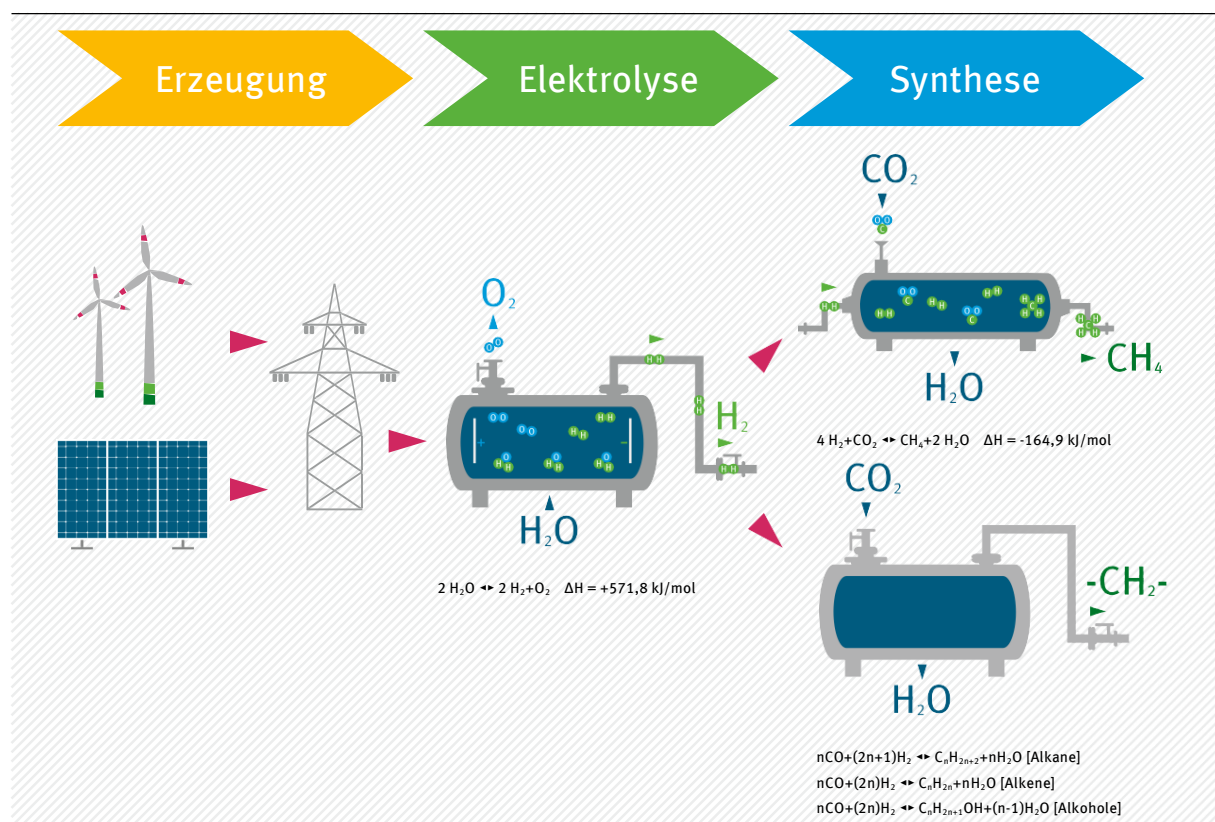 Erzeugung
Elektrolyse
Synthese
CO₂
O O
C
O₂
O O
H H
O O
C
H H
H H
O O
C
H H
C
H H
H H
C
H H
CH₄
H₂O
4 H₂+CO₂ ◄► CH₄+2 H₂O ΔH = -164,9 kJ/mol
H H
H H
H₂
H H
O O
O O
H H
H H
+
-
O
H H
O
H H
O
H H
H₂O
2 H₂O ◄► 2 H₂+O₂ ΔH = +571,8 kJ/mol
CO₂
-CH₂-
H₂O
nCO+(2n+1)H₂ ◄► CₙH₂ₙ₊₂+nH₂O [Alkane]
nCO+(2n)H₂ ◄► CₙH₂ₙ+nH₂O [Alkene]
nCO+(2n)H₂ ◄► CₙH₂ₙ₊₁OH+(n-1)H₂O [Alkohole]